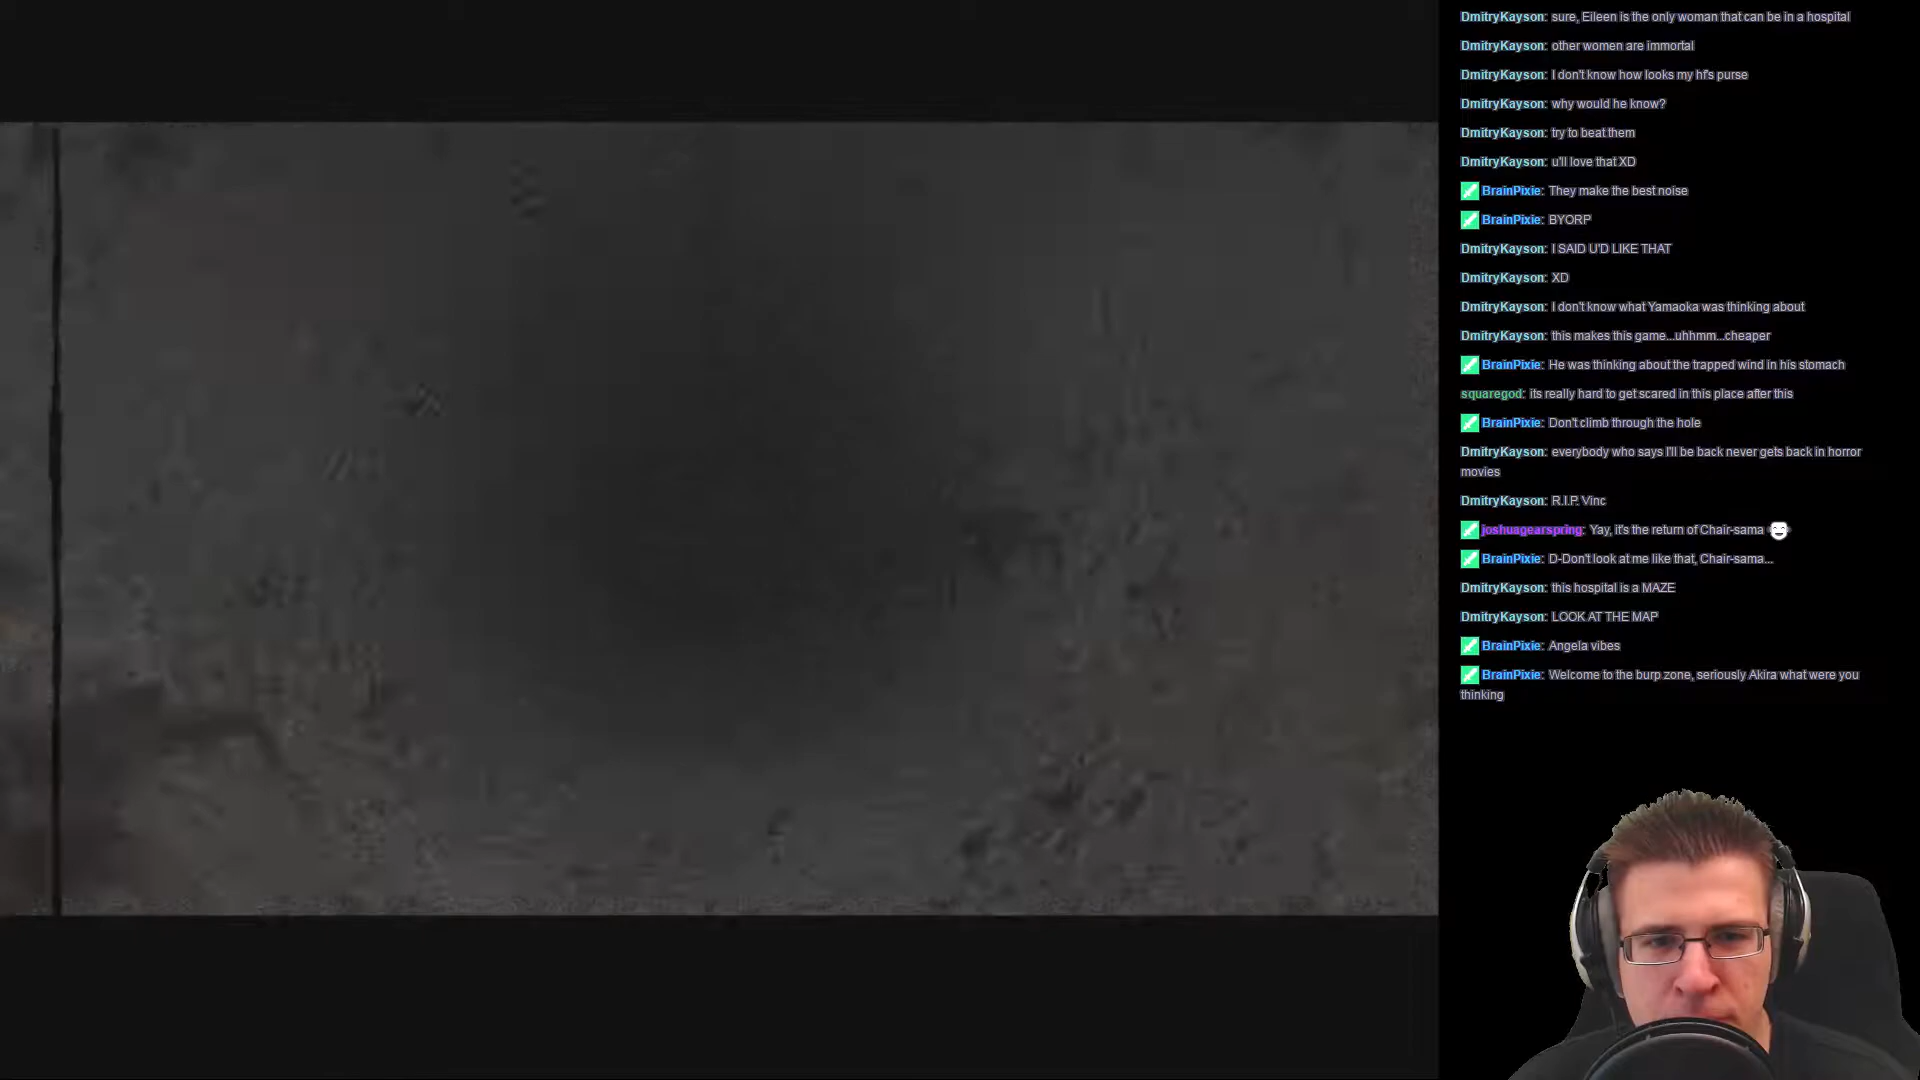 DmitryKayson: sure, Eileen is the only woman that can be in a hospital
DmitryKayson: other women are immortal
DmitryKayson: I don't know how looks my hf's purse
DmitryKayson: why would he know?
DmitryKayson: try to beat them
DmitryKayson: u'll love that XD
BrainPixie: They make the best noise
BrainPixie: BYORP
DmitryKayson: I SAID U'D LIKE THAT
DmitryKayson: XD
DmitryKayson: I don't know what Yamaoka was thinking about
DmitryKayson: this makes this game...uhhmm...cheaper
BrainPixie: He was thinking about the trapped wind in his stomach
squaregod: its really hard to get scared in this place after this
BrainPixie: Don't climb through the hole
DmitryKayson: everybody who says I'll be back never gets back in horror
movies
DmitryKayson: R.I.P. Vinc
joshuagearspring: Yay, it's the return of Chair-sama
BrainPixie: D-Don't look at me like that, Chair-sama...
DmitryKayson: this hospital is a MAZE
DmitryKayson: LOOK AT THE MAP
BrainPixie: Angela vibes
BrainPixie: Welcome to the burp zone, seriously Akira what were you
thinking